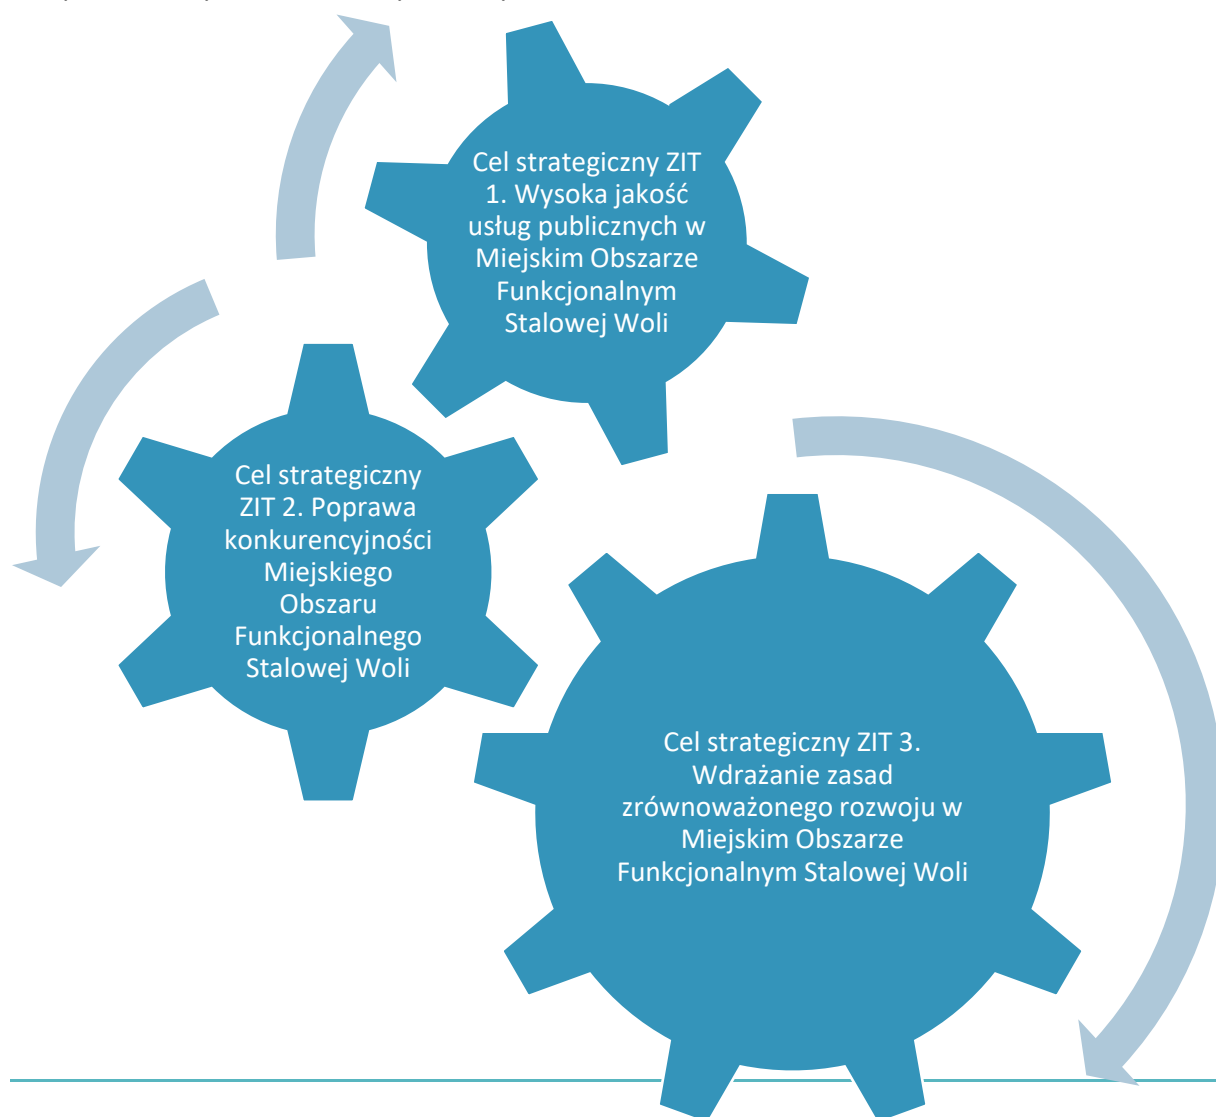 Cel strategiczny ZIT
1. Wysoka jakość
usług publicznych w
Miejskim Obszarze
Funkcjonalnym
Stalowej Woli
Cel strategiczny
ZIT 2. Poprawa
konkurencyjności
Miejskiego
Obszaru
Funkcjonalnego
Stalowej Woli
Cel strategiczny ZIT 3.
Wdrażanie zasad
zrównoważonego rozwoju w
Miejskim Obszarze
Funkcjonalnym Stalowej Woli